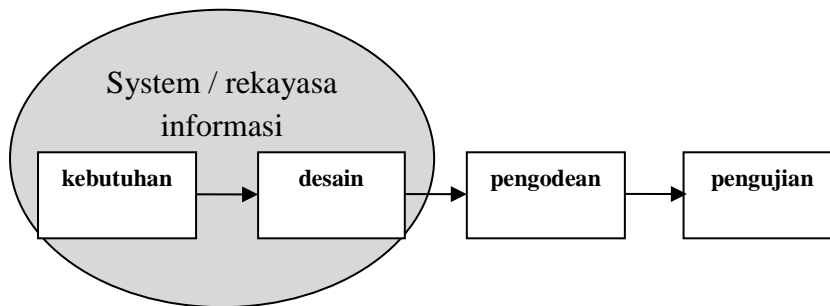 System / rekayasa
informasi
kebutuhan
desain
pengodean
pengujian